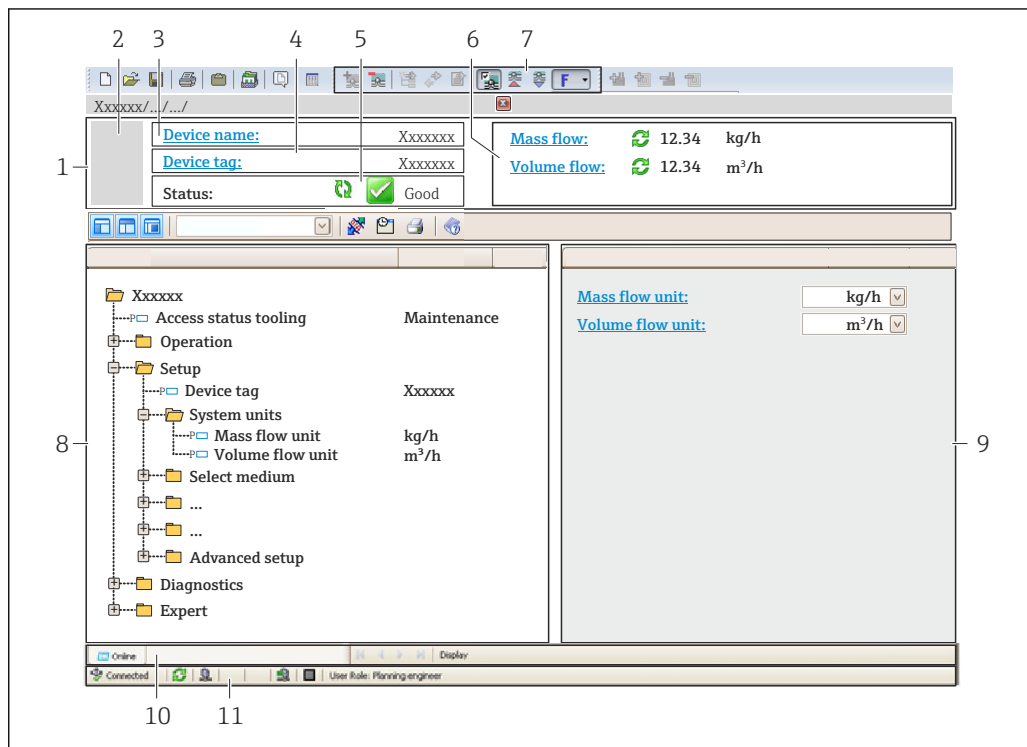 2 3 4 5 6 7
F
Xxxxxx/.../.../
1
Device name: Xxxxxxx
Device tag: Xxxxxxx
Status: Good
Mass flow: 12.34 kg/h
Volume flow: 12.34 m³/h
Xxxxxx
P Access status tooling Maintenance
Operation
Setup
P Device tag Xxxxxx
System units
P Mass flow unit kg/h
P Volume flow unit m³/h
Select medium
...
...
Advanced setup
Diagnostics
Expert
Mass flow unit: kg/h
Volume flow unit: m³/h
8
9
Online Display
Connected User Role: Planning engineer
10 11